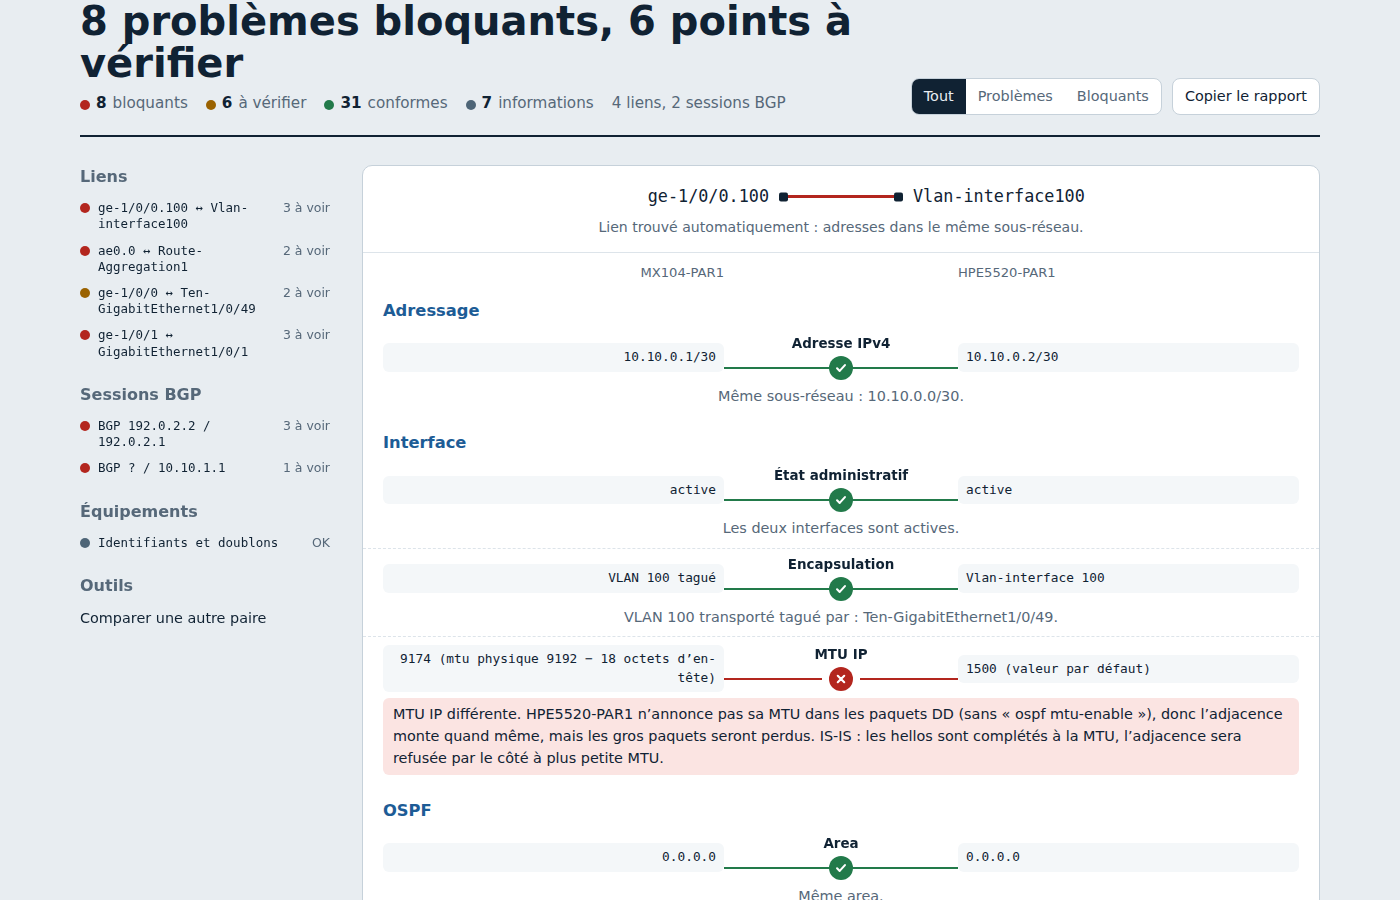 8 problèmes bloquants, 6 points à
vérifier
8 bloquants 6 à vérifier 31 conformes 7 informations 4 liens, 2 sessions BGP
Tout Problèmes Bloquants Copier le rapport
Liens
ge-1/0/0.100 ↔ Vlan-
interface100
3 à voir
ae0.0 ↔ Route-
Aggregation1
2 à voir
ge-1/0/0 ↔ Ten-
GigabitEthernet1/0/49
2 à voir
ge-1/0/1 ↔
GigabitEthernet1/0/1
3 à voir
Sessions BGP
BGP 192.0.2.2 /
192.0.2.1
3 à voir
BGP ? / 10.10.1.1 1 à voir
Équipements
Identifiants et doublons OK
Outils
Comparer une autre paire
ge-1/0/0.100 Vlan-interface100
Lien trouvé automatiquement : adresses dans le même sous-réseau.
MX104-PAR1 HPE5520-PAR1
Adressage
Adresse IPv4
10.10.0.1/30 10.10.0.2/30
Même sous-réseau : 10.10.0.0/30.
Interface
État administratif
active active
Les deux interfaces sont actives.
Encapsulation
VLAN 100 tagué Vlan-interface 100
VLAN 100 transporté tagué par : Ten-GigabitEthernet1/0/49.
MTU IP
9174 (mtu physique 9192 − 18 octets d’en-
tête)
1500 (valeur par défaut)
MTU IP différente. HPE5520-PAR1 n’annonce pas sa MTU dans les paquets DD (sans « ospf mtu-enable »), donc l’adjacence
monte quand même, mais les gros paquets seront perdus. IS-IS : les hellos sont complétés à la MTU, l’adjacence sera
refusée par le côté à plus petite MTU.
OSPF
Area
0.0.0.0 0.0.0.0
Même area.